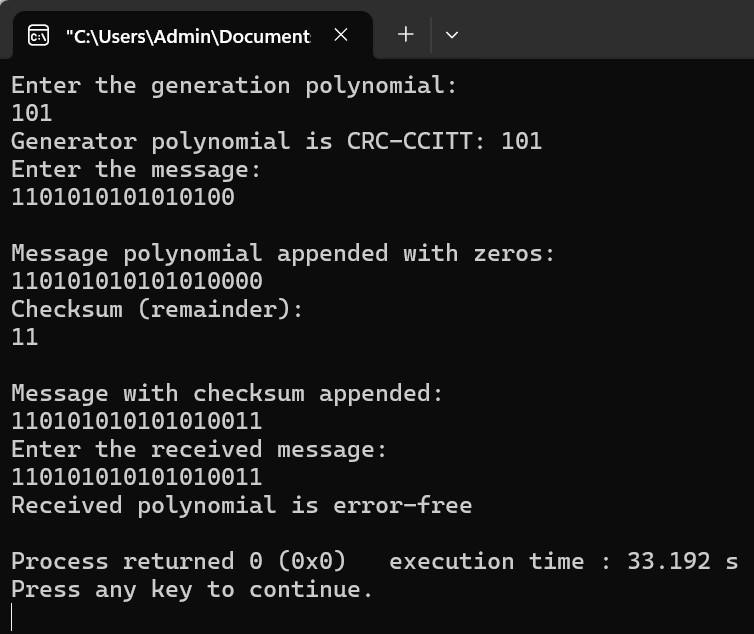 "C:\Users\Admin\Document:
Enter the generation polynomial:
101
Generator polynomial is CRC-CCITT: 101
Enter the message:
1101010101010100
Message polynomial appended with zeros:
110101010101010000
Checksum (remainder):
11
Message with checksum appended:
110101010101010011
Enter the received message:
110101010101010011
Received polynomial is error-free
Process returned 0 (0x0)   execution time : 33.192 s
Press any key to continue.